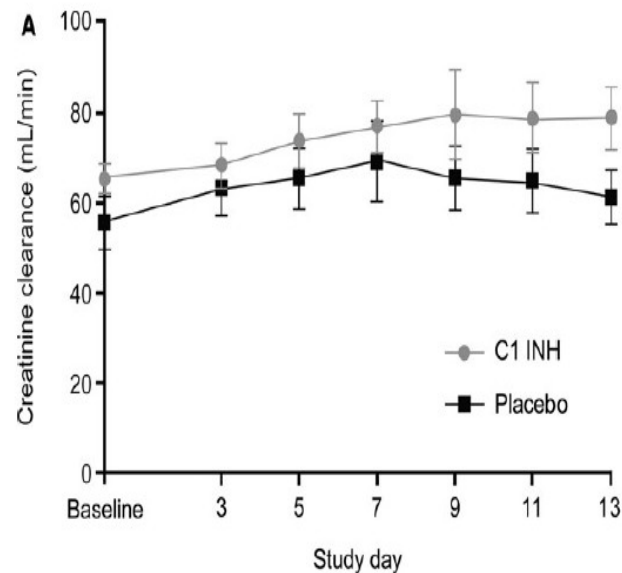 A
Creatinine clearance (mL/min)
100
80
60
40
20
0
C1 INH
Placebo
Baseline 3 5 7 9 11 13
Study day